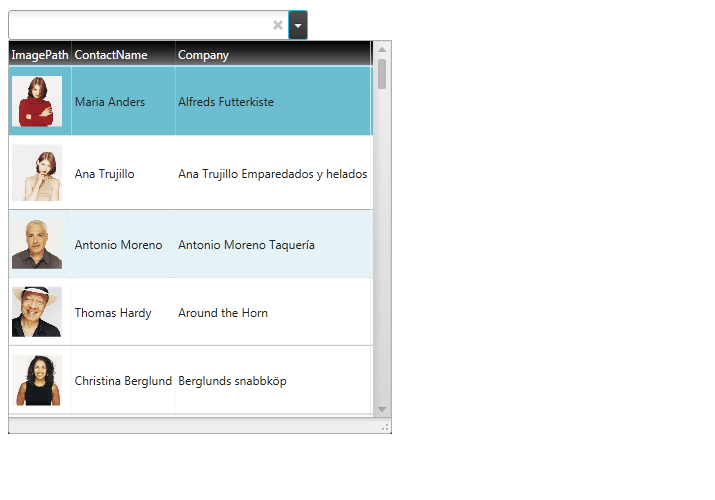 ImagePath ContactName Company
Maria Anders Alfreds Futterkiste
Ana Trujillo Ana Trujillo Emparedados y helados
Antonio Moreno Antonio Moreno Taquería
Thomas Hardy Around the Horn
Christina Berglund Berglunds snabbköp